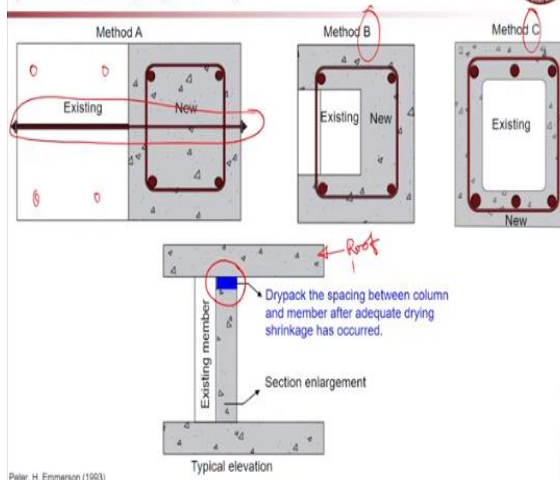 Method A
Method B
Method C
Existing
New
Existing
New
Existing
New
Roof
Drypack the spacing between column
and member after adequate drying
shrinkage has occurred.
Existing member
Section enlargement
Typical elevation
Peter. H. Emmerson (1993)